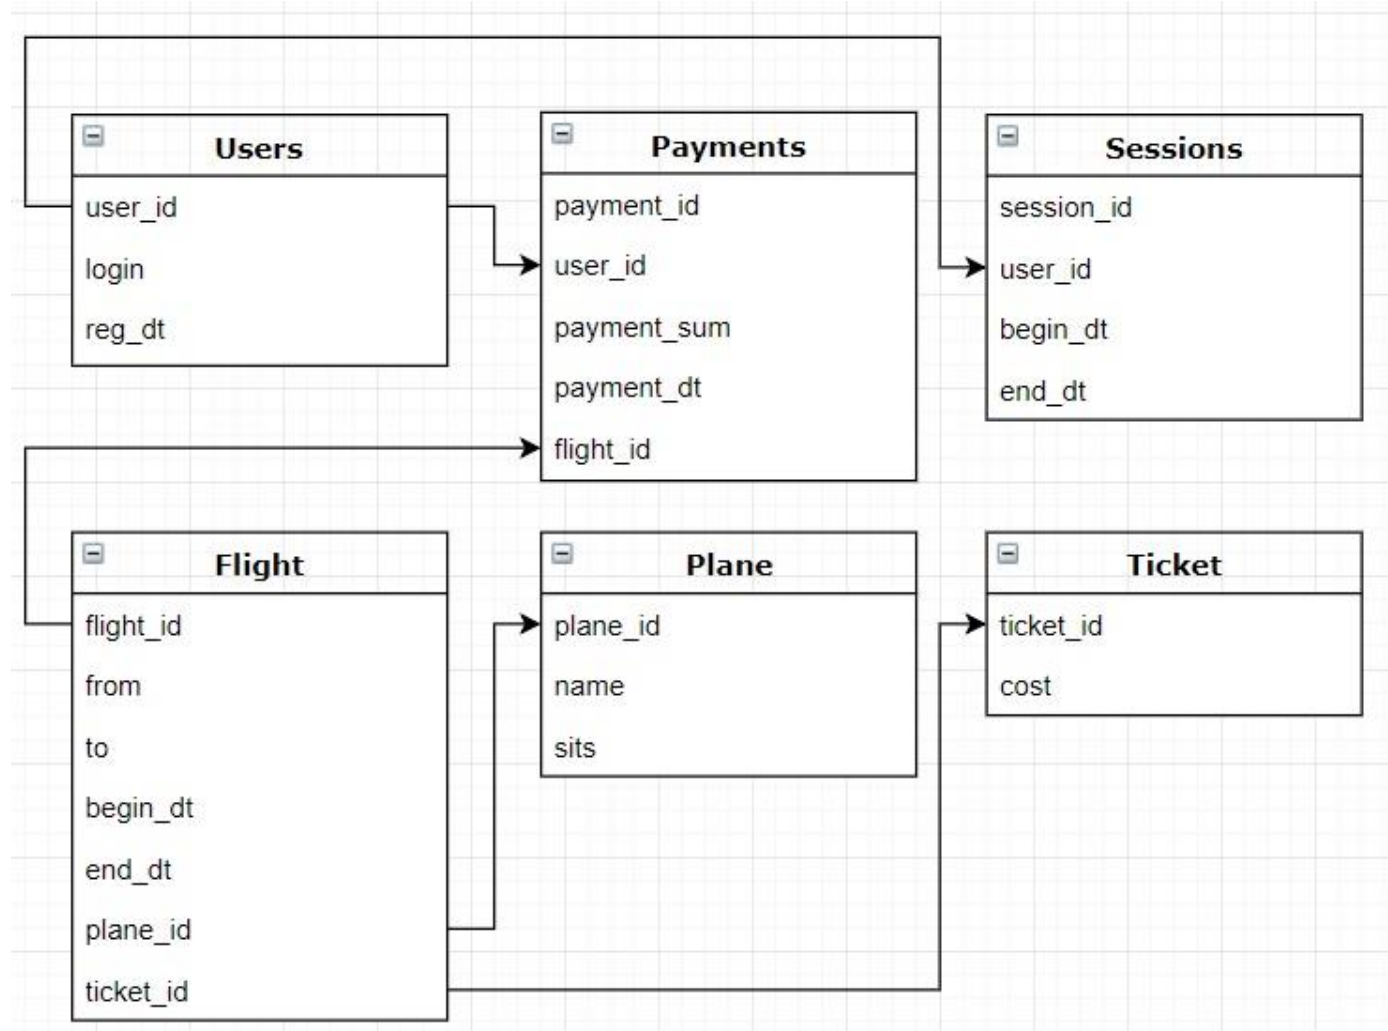 Users
user_id
login
reg_dt
Payments
payment_id
user_id
payment_sum
payment_dt
flight_id
Sessions
session_id
user_id
begin_dt
end_dt
Flight
flight_id
from
to
begin_dt
end_dt
plane_id
ticket_id
Plane
plane_id
name
sits
Ticket
ticket_id
cost